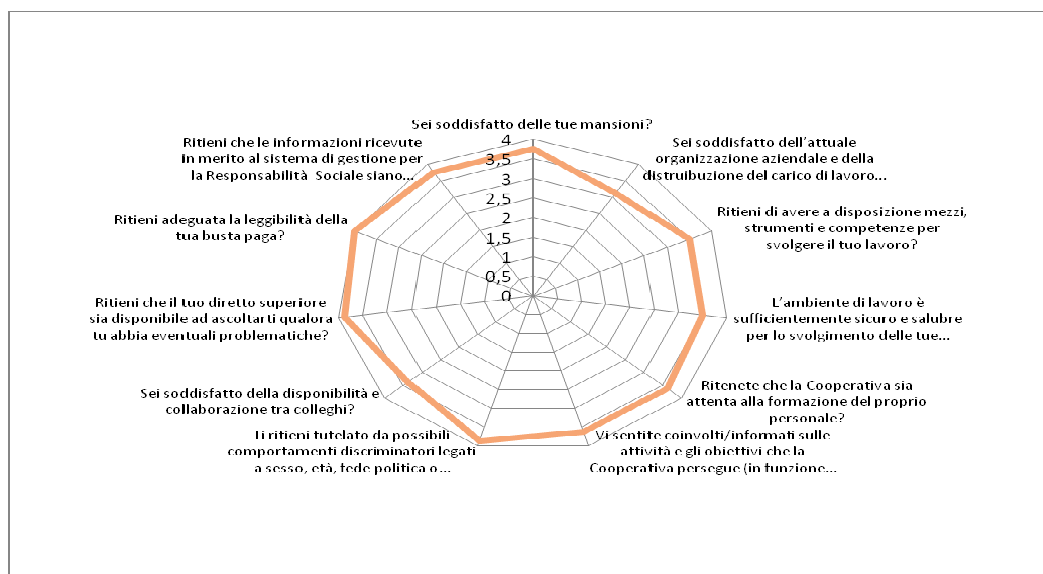 Sei soddisfatto delle tue mansioni?
Sei soddisfatto dell'attuale
organizzazione aziendale e della
distruibuzione del carico di lavoro...
Ritieni di avere a disposizione mezzi,
strumenti e competenze per
svolgere il tuo lavoro?
L'ambiente di lavoro è
sufficientemente sicuro e salubre
per lo svolgimento delle tue...
Ritenete che la Cooperativa sia
attenta alla formazione del proprio
personale?
Vi sentite coinvolti/informati sulle
attività e gli obiettivi che la
Cooperativa persegue (in funzione...
Ti ritieni tutelato da possibili
comportamenti discriminatori legati
a sesso, età, fede politica o...
Sei soddisfatto della disponibilità e
collaborazione tra colleghi?
Ritieni che il tuo diretto superiore
sia disponibile ad ascoltarti qualora
tu abbia eventuali problematiche?
Ritieni adeguata la leggibilità della
tua busta paga?
Ritieni che le informazioni ricevute
in merito al sistema di gestione per
la Responsabilità Sociale siano...
4
3,5
3
2,5
2
1,5
1
0,5
0